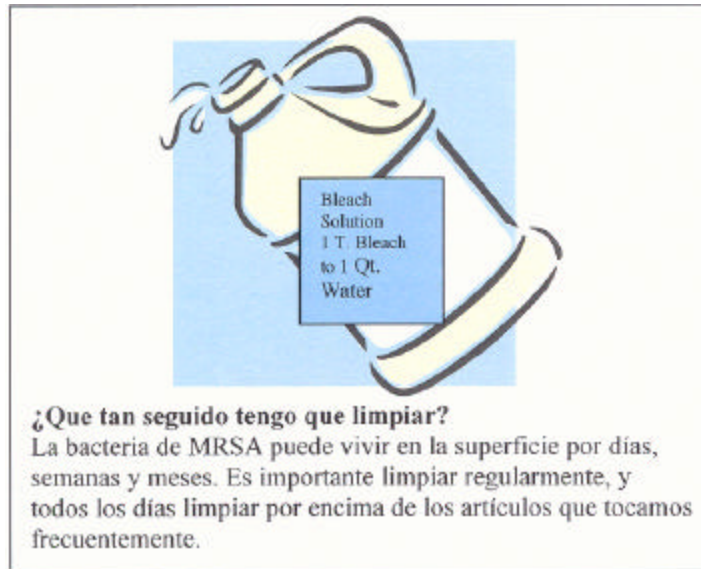 Bleach
Solution
1 T. Bleach
to 1 Qt.
Water
¿Que tan seguido tengo que limpiar?
La bacteria de MRSA puede vivir en la superficie por días,
semanas y meses. Es importante limpiar regularmente, y
todos los días limpiar por encima de los artículos que tocamos
frecuentemente.